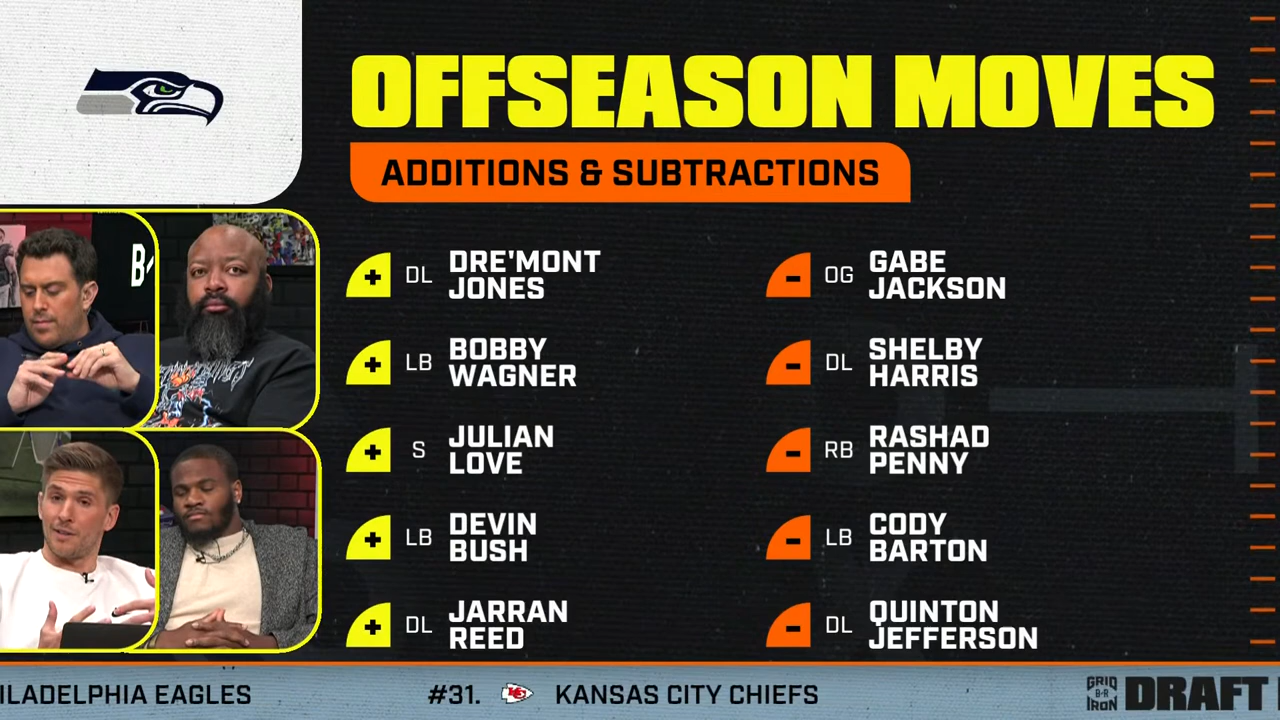 OFFSEASON MOVES
ADDITIONS & SUBTRACTIONS
B
+ DL DRE'MONT
JONES
- OG GABE
JACKSON
+ LB BOBBY
WAGNER
- DL SHELBY
HARRIS
+ S JULIAN
LOVE
- RB RASHAD
PENNY
+ LB DEVIN
BUSH
- LB CODY
BARTON
+ DL JARRAN
REED
- DL QUINTON
JEFFERSON
ILADELPHIA EAGLES
#31. KANSAS CITY CHIEFS
GRID
B·R
IRON
DRAFT